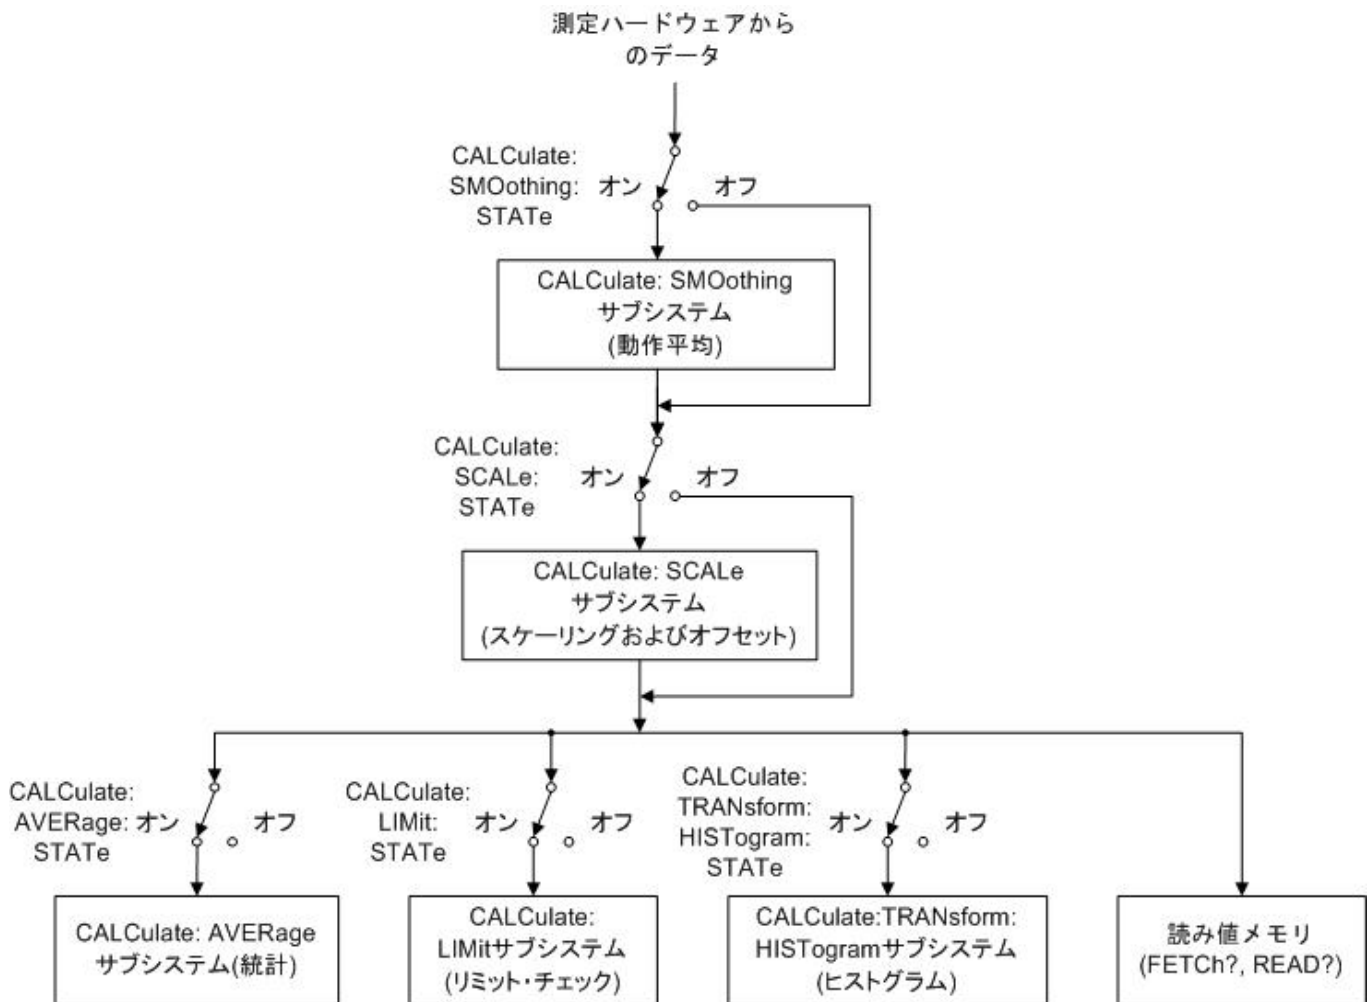 測定ハードウェアから
のデータ
CALCulate:
SMOothing:
STATe
オン
オフ
CALCulate: SMOothing
サブシステム
(動作平均)
CALCulate:
SCALe:
STATe
オン
オフ
CALCulate: SCALe
サブシステム
(スケーリングおよびオフセット)
CALCulate:
AVERage:
STATe
オン
オフ
CALCulate:
LIMit:
STATe
オン
オフ
CALCulate:
TRANsform:
HISTogram:
STATe
オン
オフ
CALCulate: AVERage
サブシステム(統計)
CALCulate:
LIMitサブシステム
(リミット・チェック)
CALCulate:TRANsform:
HISTogramサブシステム
(ヒストグラム)
読み値メモリ
(FETCh?, READ?)